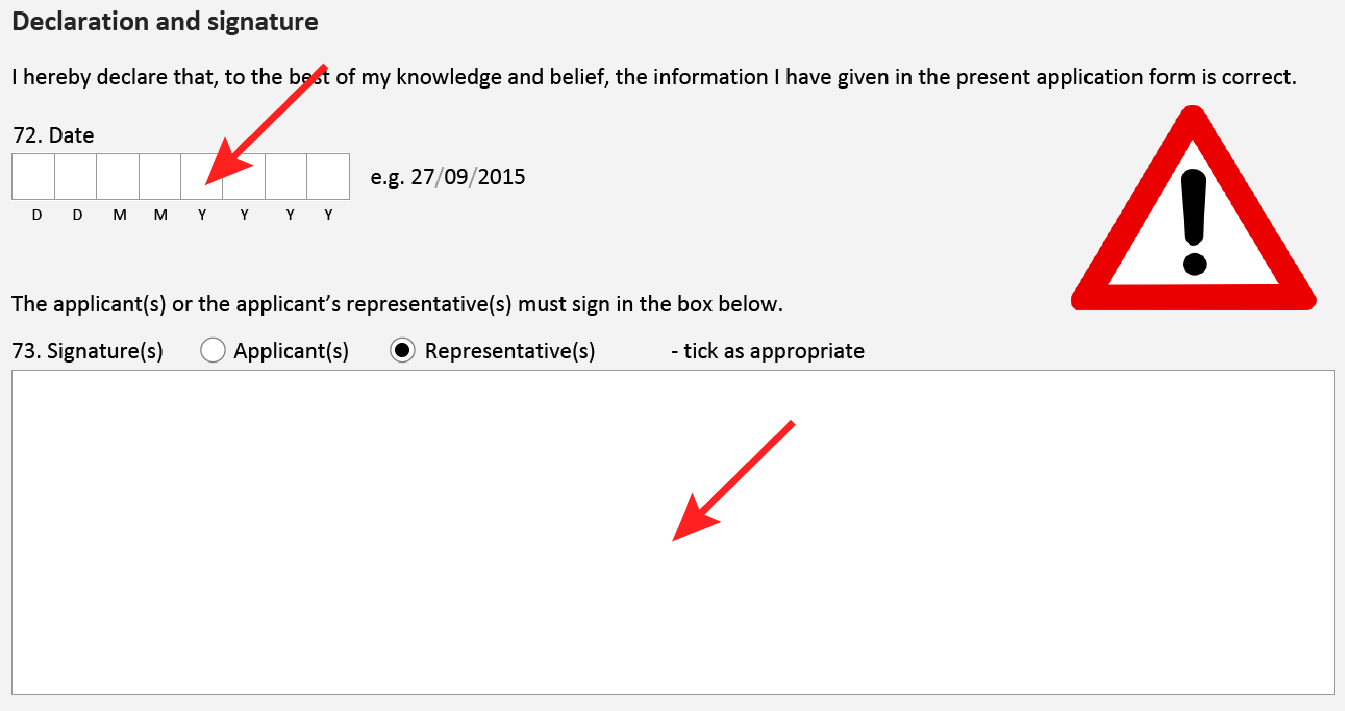 Declaration and signature
I hereby declare that, to the best of my knowledge and belief, the information I have given in the present application form is correct.
72. Date
e.g. 27/09/2015
D D M M Y Y Y Y
The applicant(s) or the applicant’s representative(s) must sign in the box below.
73. Signature(s) Applicant(s) Representative(s) - tick as appropriate